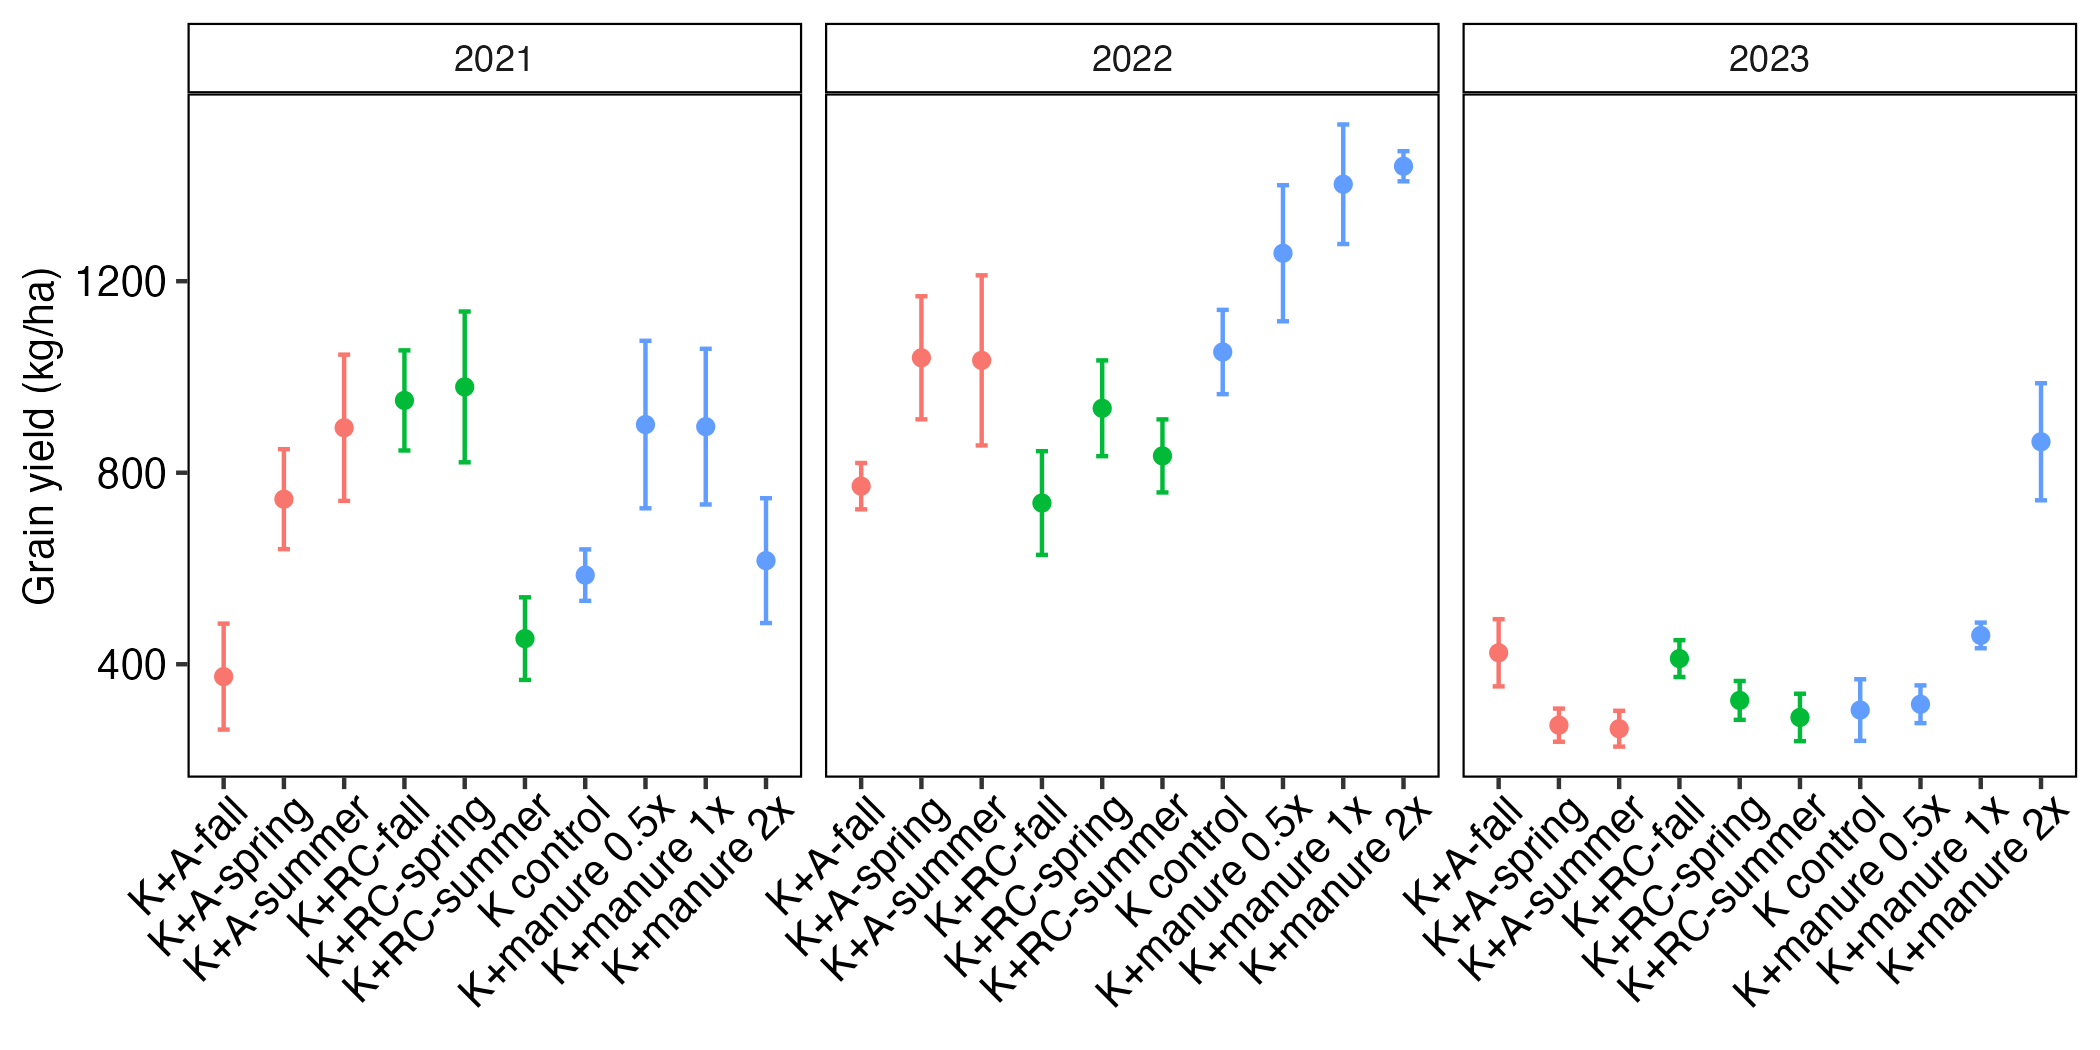 2021
2022
2023
Grain yield (kg/ha)
1200
800
400
K+A-fall
K+A-spring
K+A-summer
K+RC-fall
K+RC-spring
K+RC-summer
K control
K+manure 0.5x
K+manure 1x
K+manure 2x
K+A-fall
K+A-spring
K+A-summer
K+RC-fall
K+RC-spring
K+RC-summer
K control
K+manure 0.5x
K+manure 1x
K+manure 2x
K+A-fall
K+A-spring
K+A-summer
K+RC-fall
K+RC-spring
K+RC-summer
K control
K+manure 0.5x
K+manure 1x
K+manure 2x